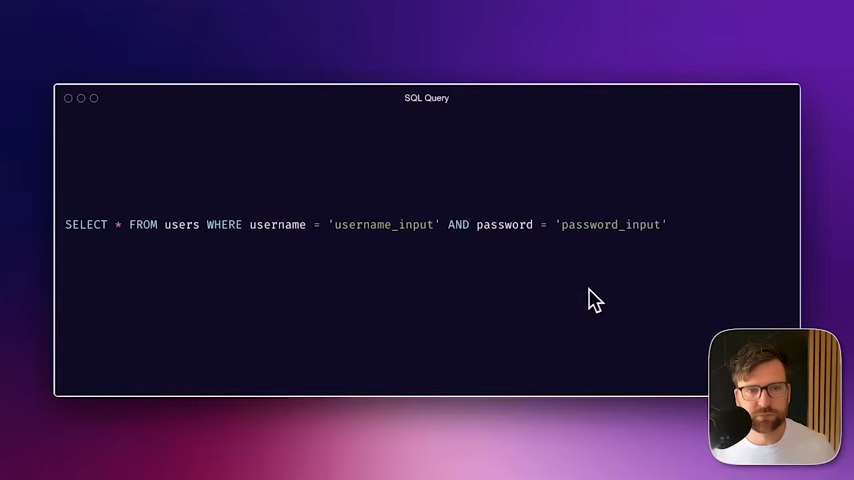 SQL Query
SELECT * FROM users WHERE username = 'username_input' AND password = 'password_input'